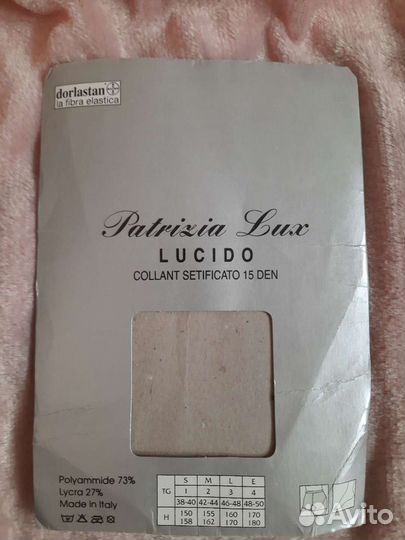 dorlastan
la fibra elastica
Patrizia Lux
LUCIDO
COLLANT SETIFICATO 15 DEN
Polyammide 73%
Lycra 27%
Made in Italy
S M L E
TG 1 2 3 4
38-40 42-44 46-48 48-50
H 150 155 160 170
158 162 170 180
Avito